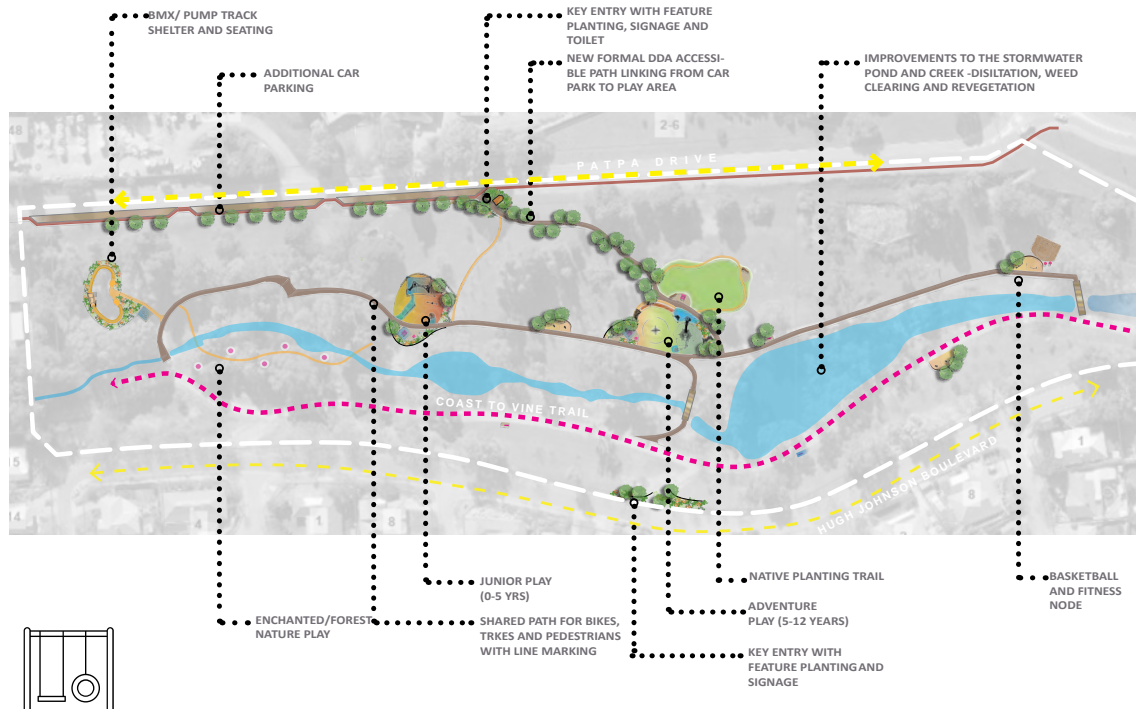 BMX/ PUMP TRACK
SHELTER AND SEATING
KEY ENTRY WITH FEATURE
PLANTING, SIGNAGE AND
TOILET
NEW FORMAL DDA ACCESSI-
BLE PATH LINKING FROM CAR
PARK TO PLAY AREA
IMPROVEMENTS TO THE STORMWATER
POND AND CREEK -DISILTATION, WEED
CLEARING AND REVEGETATION
ADDITIONAL CAR
PARKING
48
2-6
PATPA DRIVE
COAST TO VINE TRAIL
HUGH JOHNSON BOULEVARD
15
14
4
1
8
8
1
JUNIOR PLAY
(0-5 YRS)
NATIVE PLANTING TRAIL
BASKETBALL
AND FITNESS
NODE
ENCHANTED/FOREST
NATURE PLAY
SHARED PATH FOR BIKES,
TRKES AND PEDESTRIANS
WITH LINE MARKING
ADVENTURE
PLAY (5-12 YEARS)
KEY ENTRY WITH
FEATURE PLANTING AND
SIGNAGE